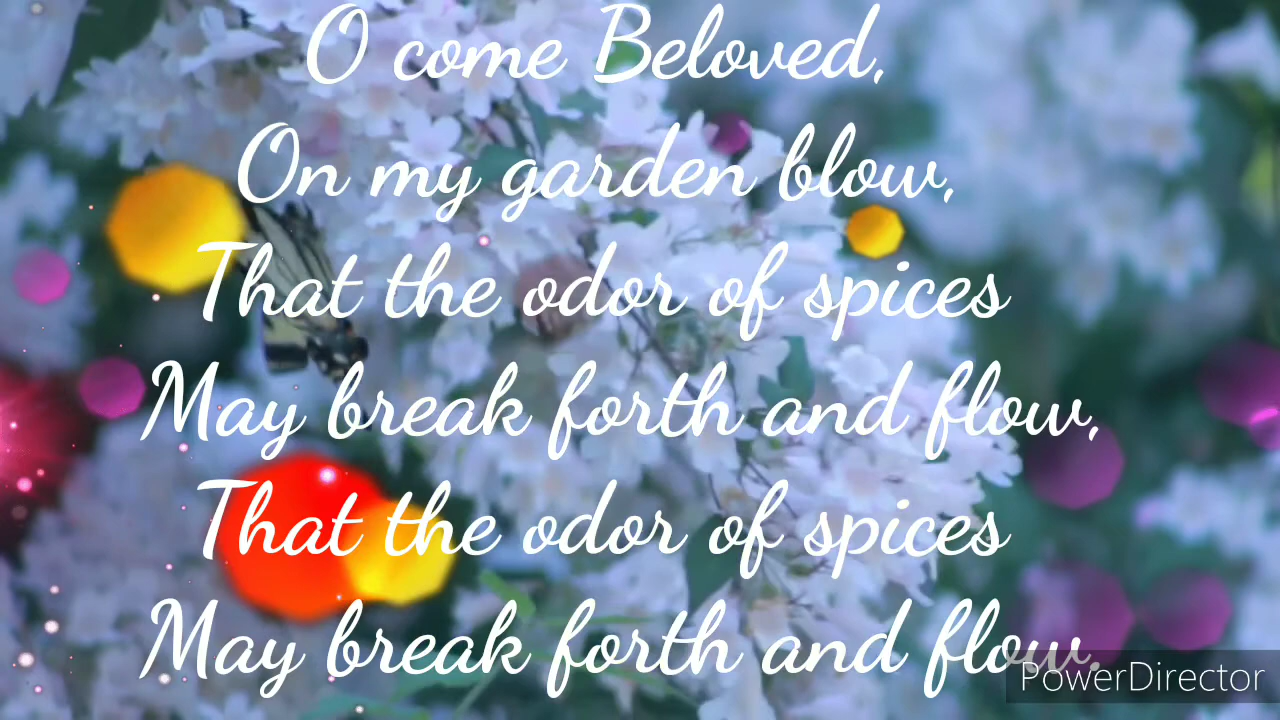 O come Beloved,
On my garden blow,
That the odor of spices
May break forth and flow,
That the odor of spices
May break forth and flow.
PowerDirector